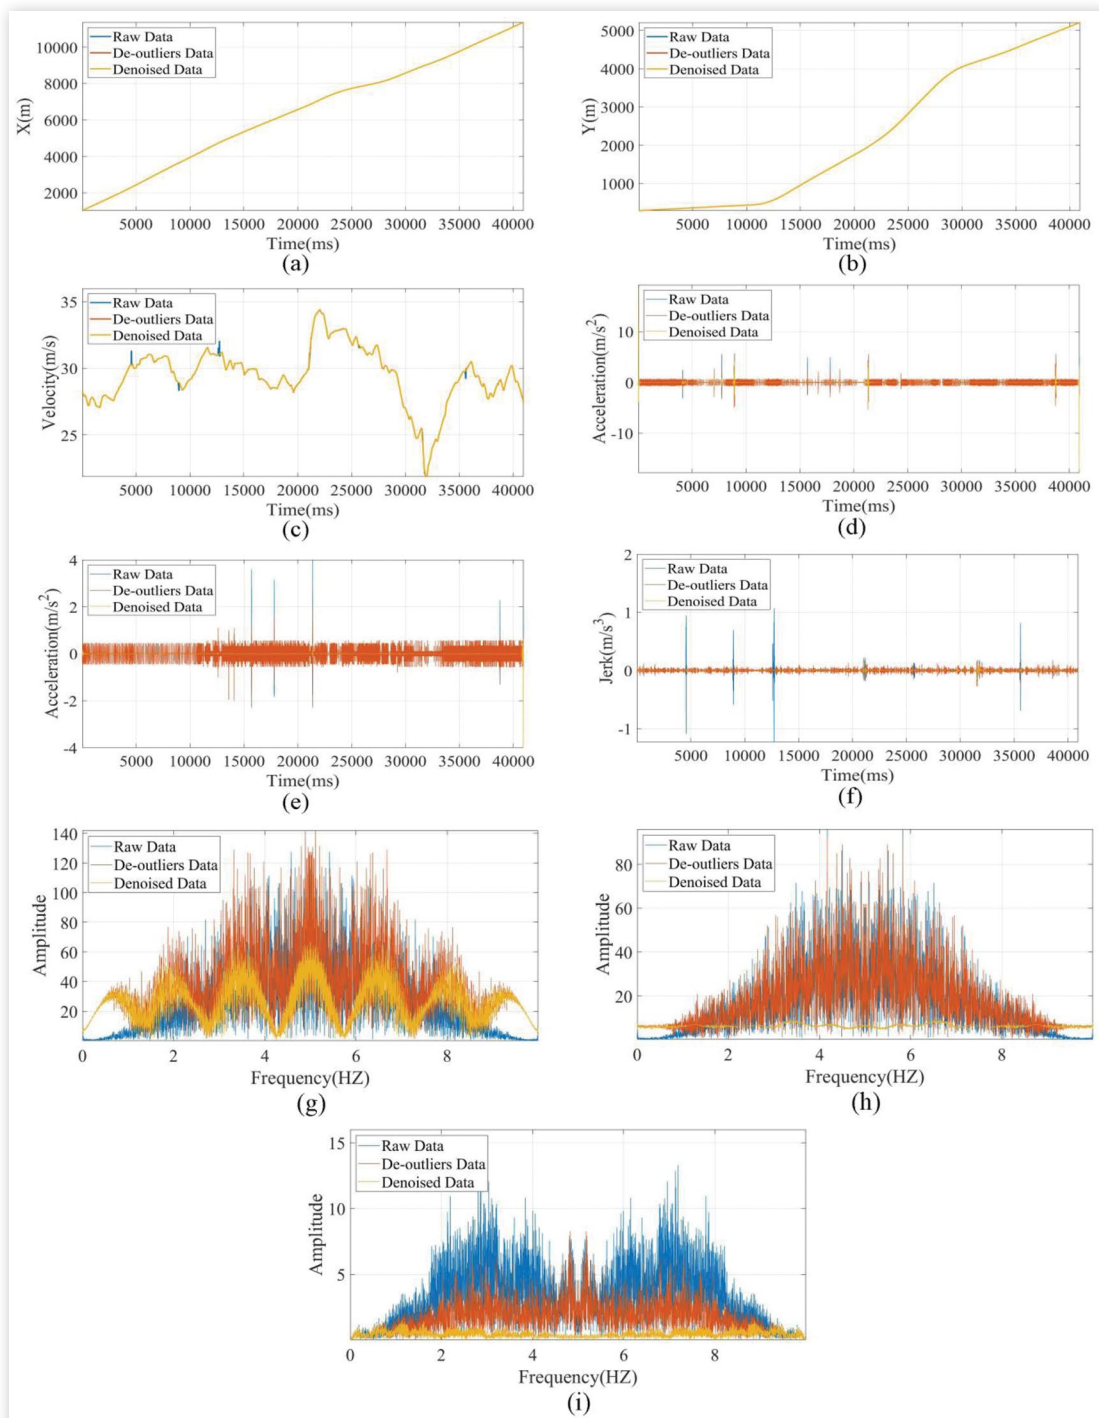 10000
8000
6000
4000
2000
X(m)
Raw Data
De-outliers Data
Denoised Data
5000 10000 15000 20000 25000 30000 35000 40000
Time(ms)
(a)
5000
4000
3000
2000
1000
Y(m)
Raw Data
De-outliers Data
Denoised Data
5000 10000 15000 20000 25000 30000 35000 40000
Time(ms)
(b)
35
30
25
Velocity(m/s)
Raw Data
De-outliers Data
Denoised Data
5000 10000 15000 20000 25000 30000 35000 40000
Time(ms)
(c)
10
0
-10
Acceleration(m/s²)
Raw Data
De-outliers Data
Denoised Data
5000 10000 15000 20000 25000 30000 35000 40000
Time(ms)
(d)
4
2
0
-2
-4
Acceleration(m/s²)
Raw Data
De-outliers Data
Denoised Data
5000 10000 15000 20000 25000 30000 35000 40000
Time(ms)
(e)
2
1
0
-1
Jerk(m/s³)
Raw Data
De-outliers Data
Denoised Data
5000 10000 15000 20000 25000 30000 35000 40000
Time(ms)
(f)
140
120
100
80
60
40
20
Amplitude
Raw Data
De-outliers Data
Denoised Data
0 2 4 6 8
Frequency(HZ)
(g)
80
60
40
20
Amplitude
Raw Data
De-outliers Data
Denoised Data
0 2 4 6 8
Frequency(HZ)
(h)
15
10
5
Amplitude
Raw Data
De-outliers Data
Denoised Data
0 2 4 6 8
Frequency(HZ)
(i)